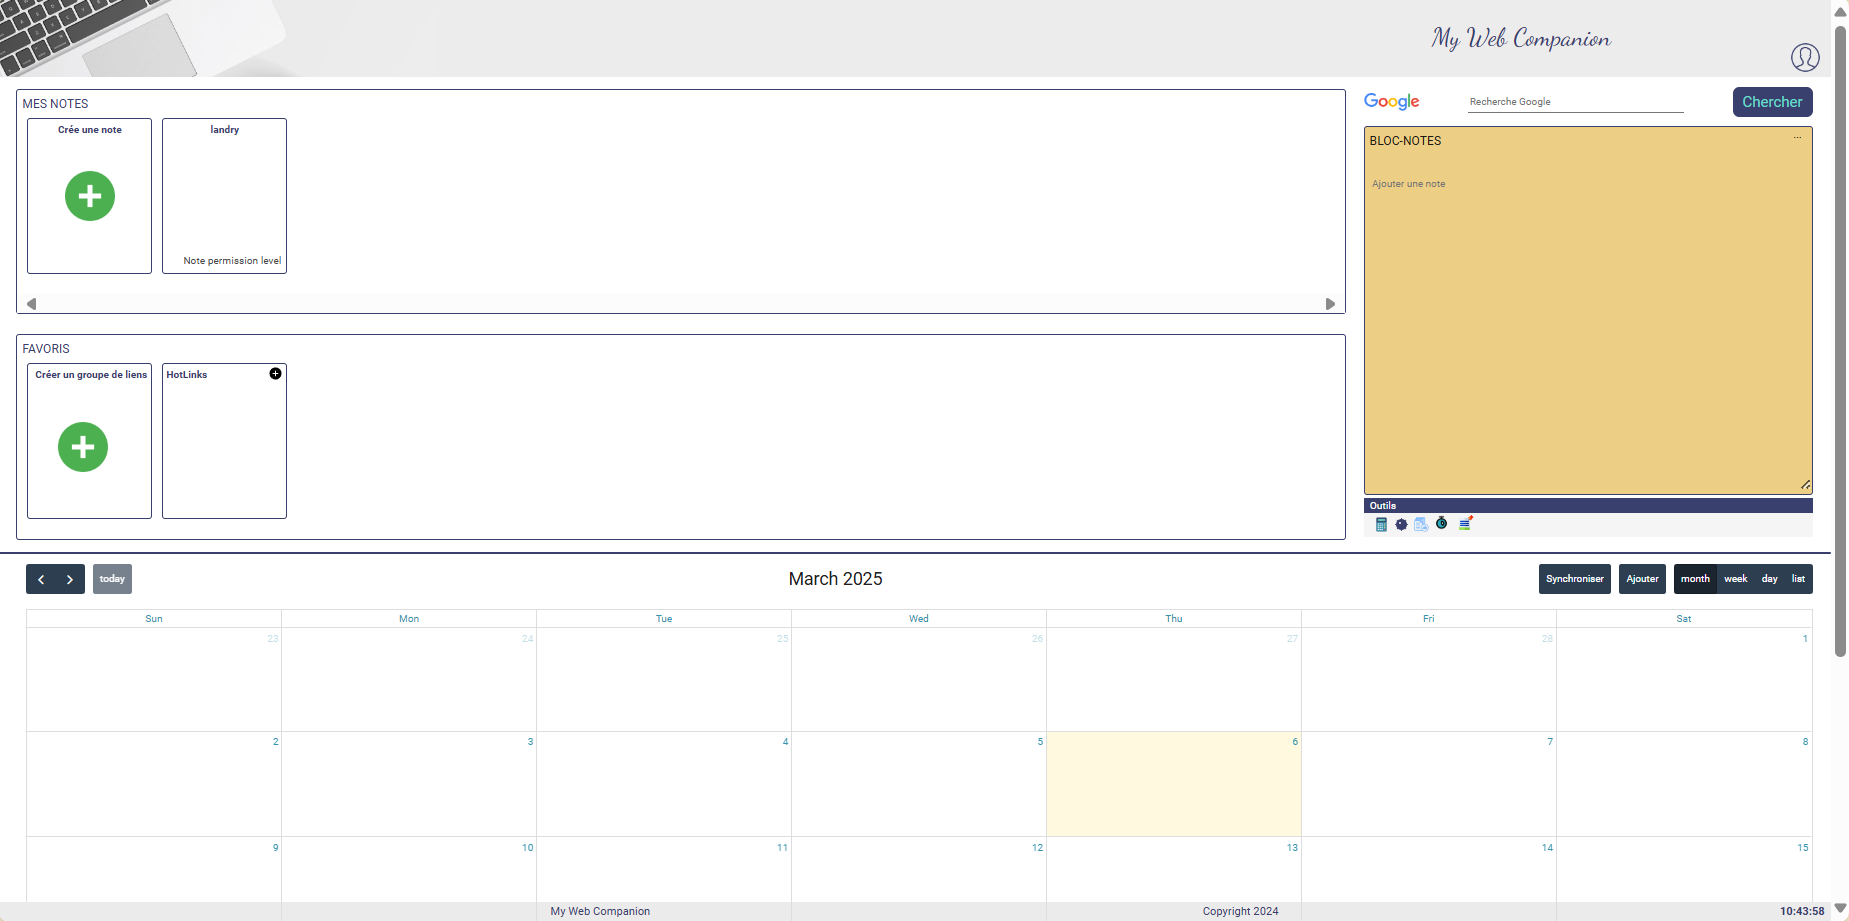 My Web Companion
MES NOTES
Crée une note
landry
Note permission level
Google
Recherche Google
Chercher
BLOC-NOTES
...
Ajouter une note
Outils
FAVORIS
Créer un groupe de liens
HotLinks
today
March 2025
Synchroniser
Ajouter
month week day list
Sun Mon Tue Wed Thu Fri Sat
23 24 25 26 27 28 1
2 3 4 5 6 7 8
9 10 11 12 13 14 15
My Web Companion
Copyright 2024
10:43:58